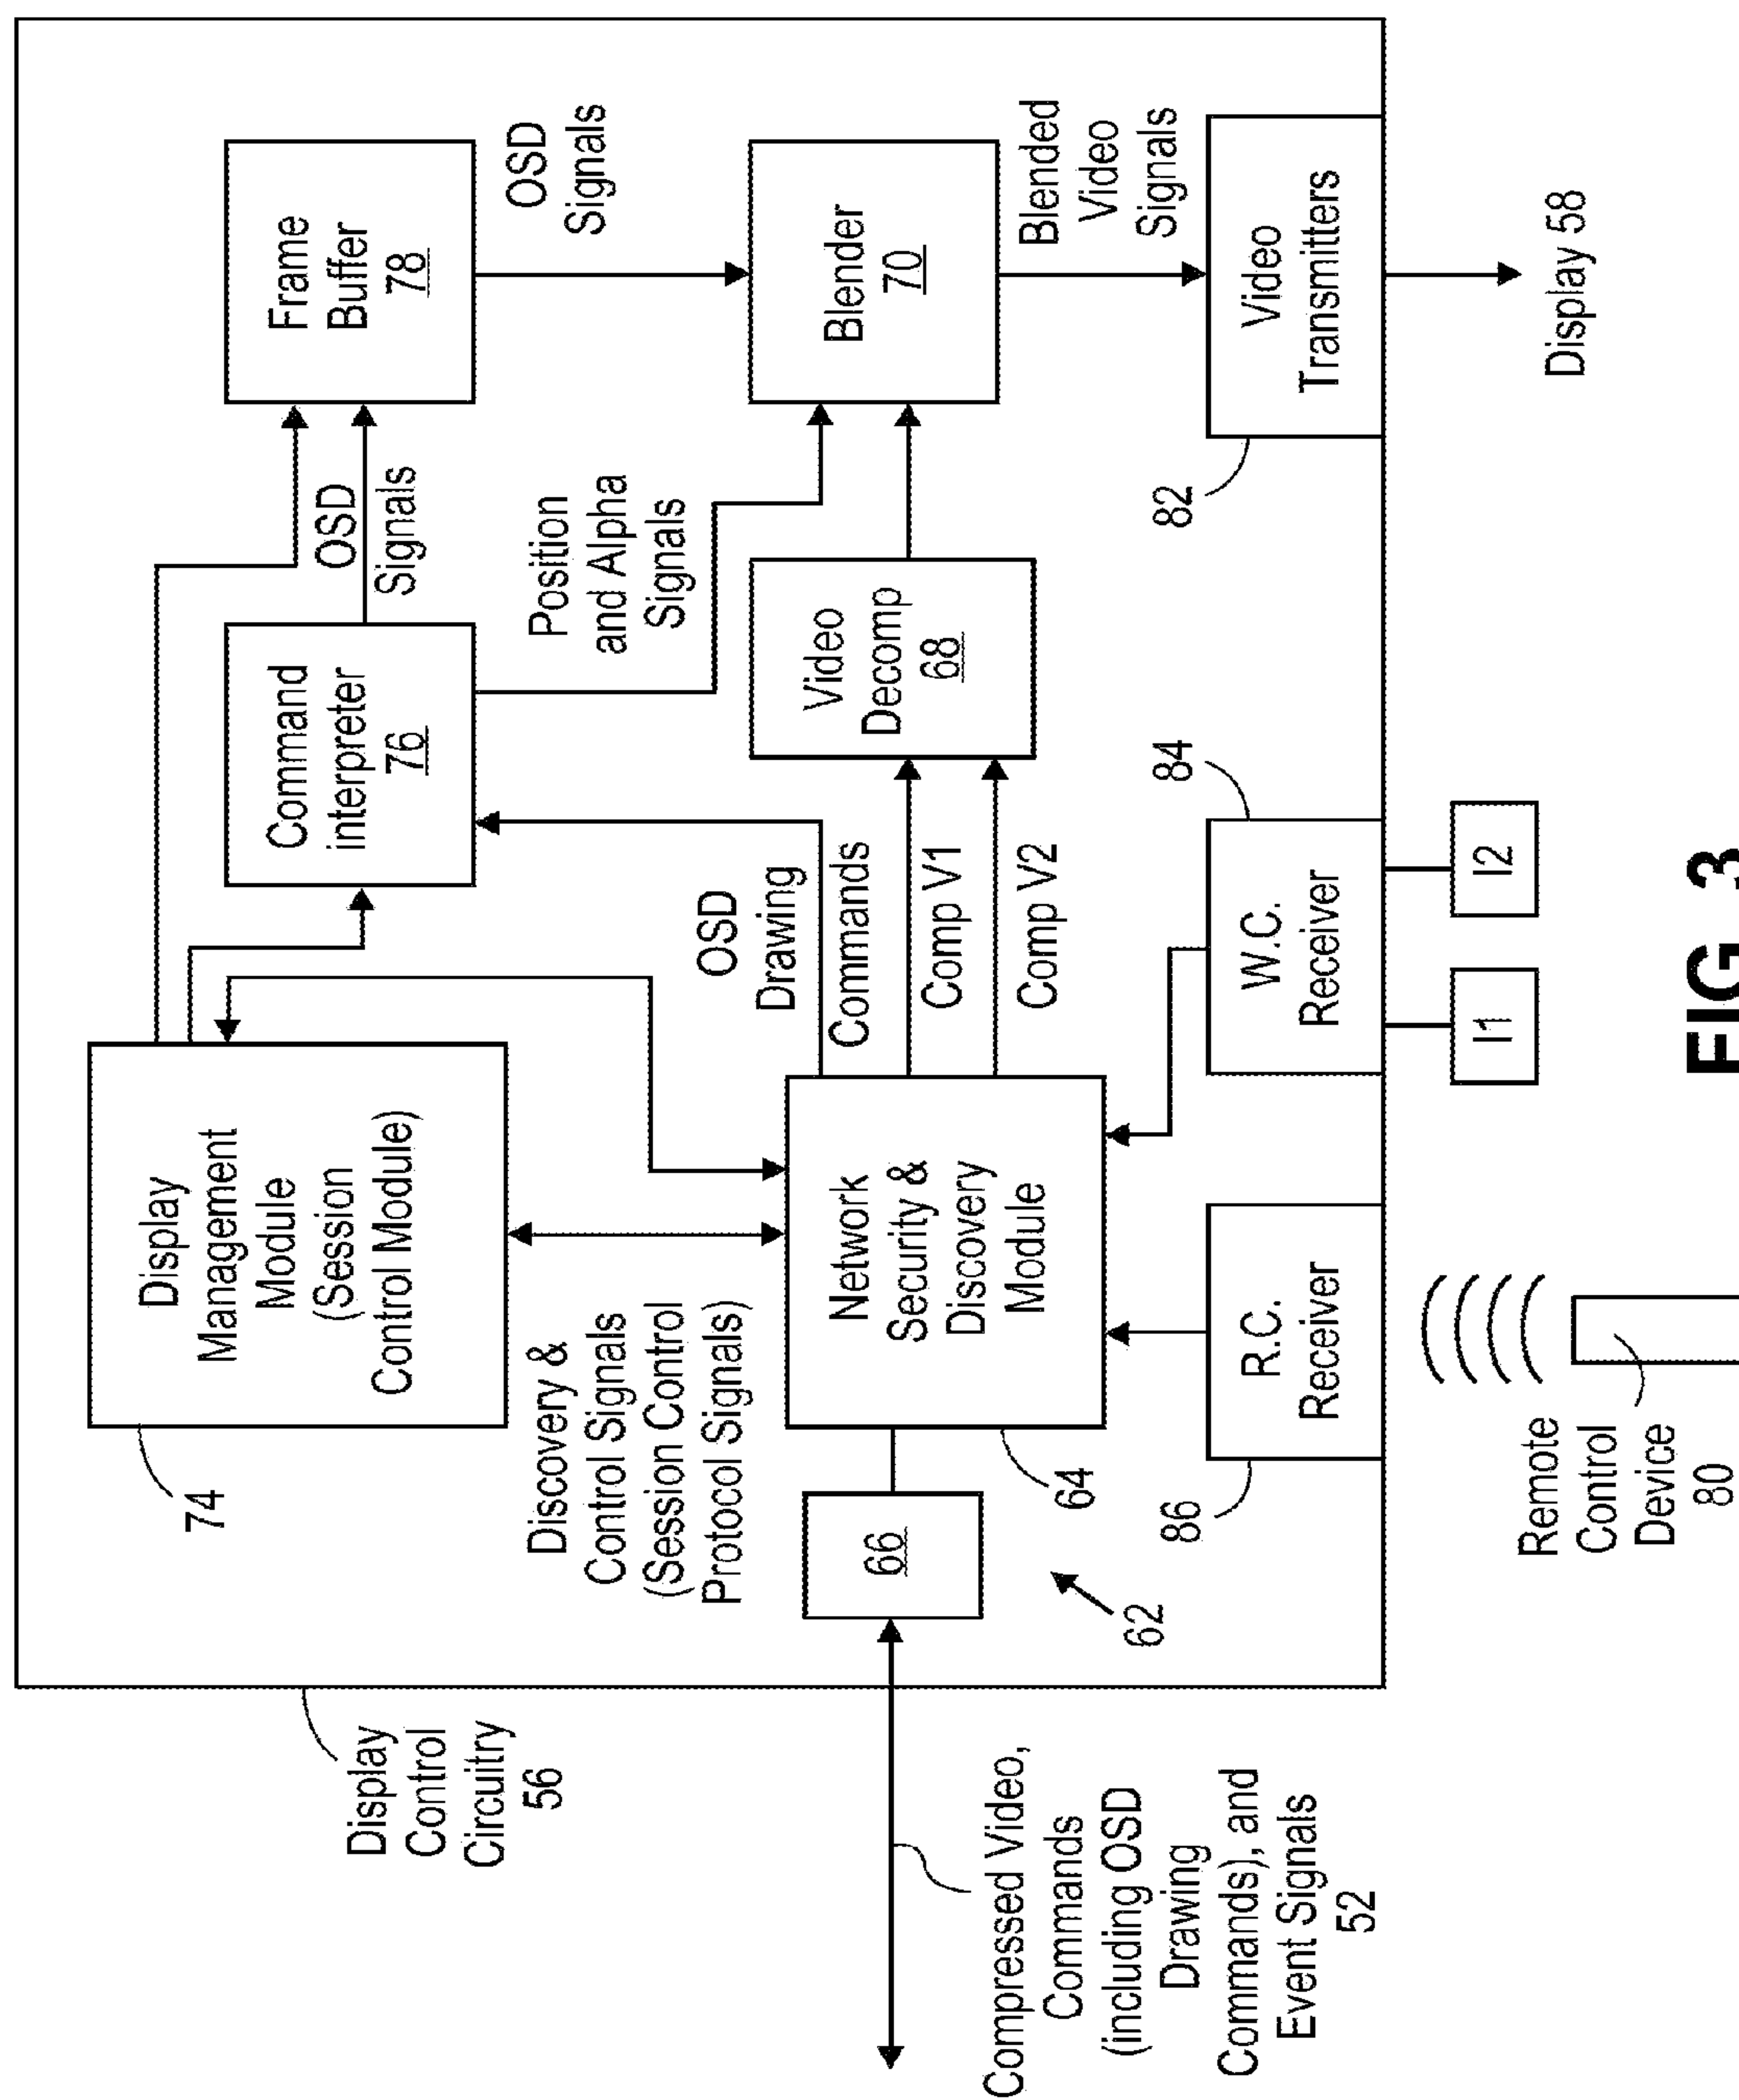 Display
Control
Circuitry
56
74
Display
Management
Module
(Session
Control Module)
Command
interpreter
76
OSD
Signals
Frame
Buffer
78
OSD
Signals
Discovery &
Control Signals
(Session Control
Protocol Signals)
OSD
Drawing
Commands
Position
and Alpha
Signals
Compressed Video,
Commands
(including OSD
Drawing
Commands), and
Event Signals
52
66
62
Network
Security &
Discovery
Module
64
Comp V1
Comp V2
Video
Decomp
68
Blender
70
Blended
Video
Signals
86
R.C.
Receiver
W.C.
Receiver
84
82
Video
Transmitters
Remote
Control
Device
80
I1
I2
Display 58
FIG 3